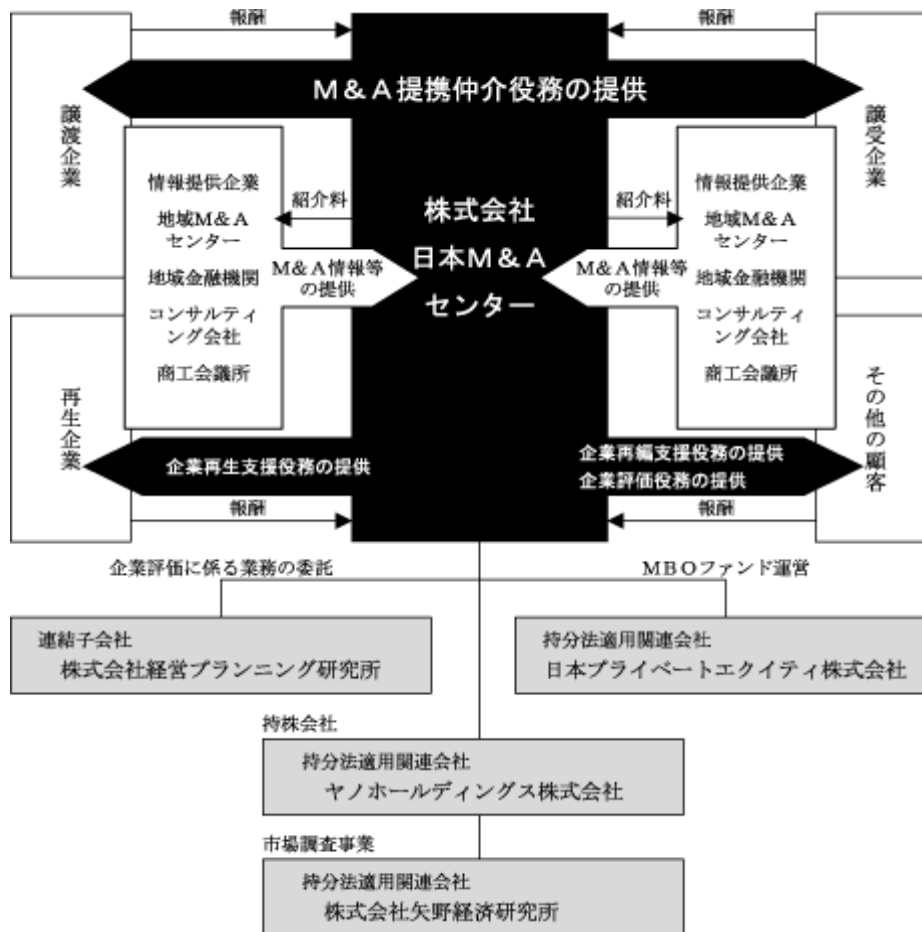 報酬
報酬
M&A提携仲介役務の提供
譲渡企業
譲受企業
情報提供企業
地域M&A
センター
地域金融機関
コンサルティ
ング会社
商工会議所
紹介料
M&A情報等
の提供
株式会社
日本M&A
センター
紹介料
M&A情報等
の提供
情報提供企業
地域M&A
センター
地域金融機関
コンサルティ
ング会社
商工会議所
再生企業
その他の顧客
企業再生支援役務の提供
企業再編支援役務の提供
企業評価役務の提供
報酬
報酬
企業評価に係る業務の委託
MBOファンド運営
連結子会社
株式会社経営プランニング研究所
持分法適用関連会社
日本プライベートエクイティ株式会社
持株会社
持分法適用関連会社
ヤノホールディングス株式会社
市場調査事業
持分法適用関連会社
株式会社矢野経済研究所